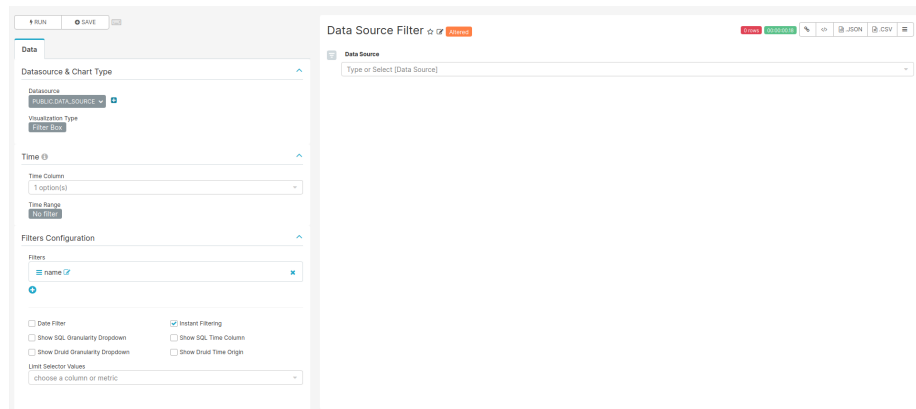 RUN
SAVE
Data
Datasource & Chart Type
Datasource
PUBLIC.DATA_SOURCE
Visualization Type
Filter Box
Time
Time Column
1 option(s)
Time Range
No filter
Filters Configuration
Filters
name
Date Filter
Instant Filtering
Show SQL Granularity Dropdown
Show SQL Time Column
Show Druid Granularity Dropdown
Show Druid Time Origin
Limit Selector Values
choose a column or metric
Data Source Filter
Altered
0 rows
.JSON
.CSV
Data Source
Type or Select [Data Source]